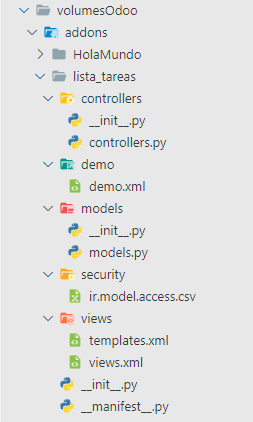 volumesOdoo
addons
HolaMundo
lista_tareas
controllers
__init__.py
controllers.py
demo
demo.xml
models
__init__.py
models.py
security
ir.model.access.csv
views
templates.xml
views.xml
__init__.py
__manifest__.py